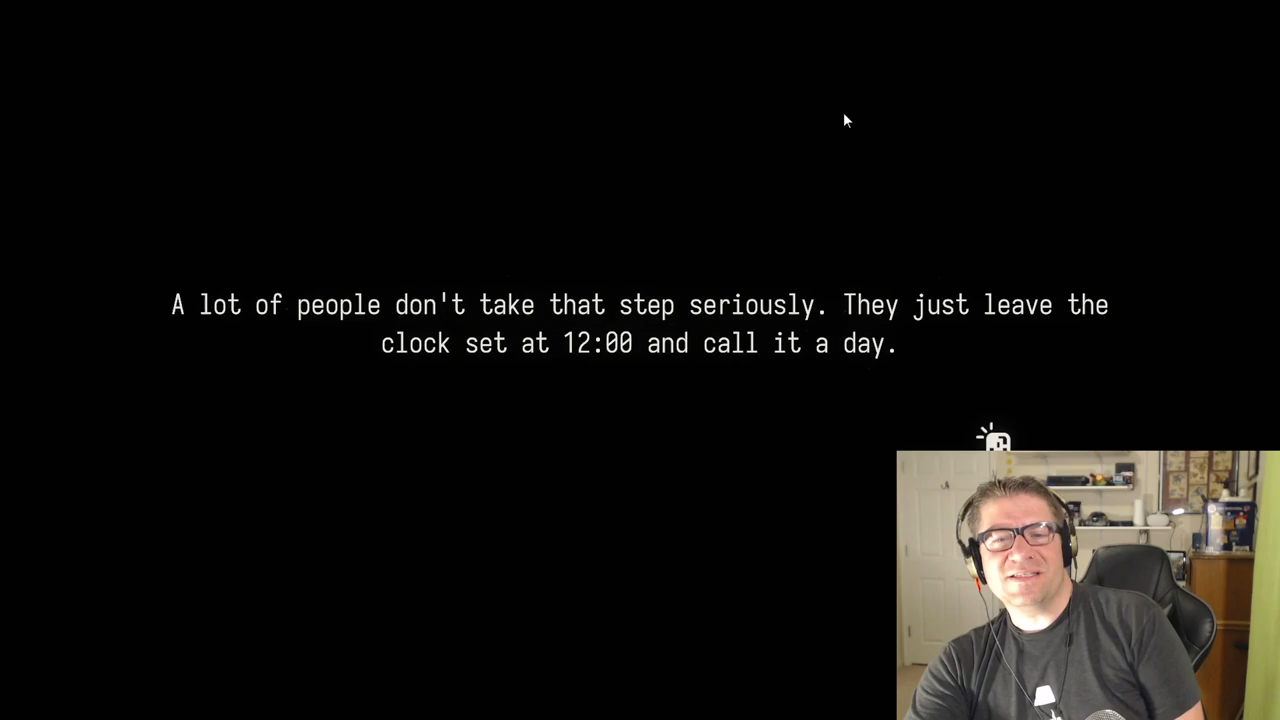 A lot of people don't take that step seriously. They just leave the
clock set at 12:00 and call it a day.